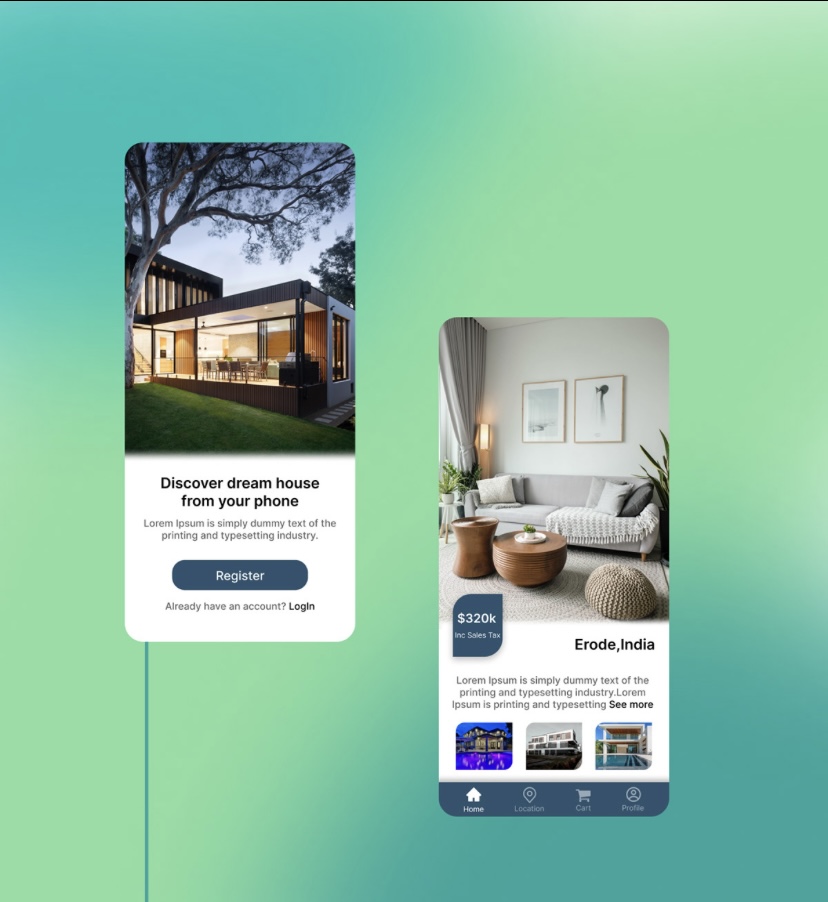 Discover dream house
from your phone
Lorem Ipsum is simply dummy text of the
printing and typesetting industry.
Register
Already have an account? LogIn
$320k
Inc Sales Tax
Erode,India
Lorem Ipsum is simply dummy text of the
printing and typesetting industry.Lorem
Ipsum is printing and typesetting See more
Home
Location
Cart
Profile